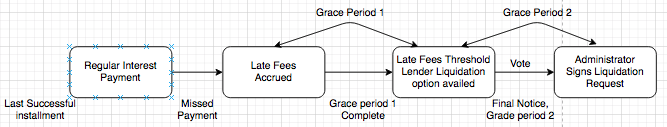 Grace Period 1
Grace Period 2
Regular Interest
Payment
Late Fees
Accrued
Late Fees Threshold
Lender Liquidation
option availed
Vote
Administrator
Signs Liquidation
Request
Last Successful
installment
Missed
Payment
Grace period 1
Complete
Final Notice,
Grade period 2